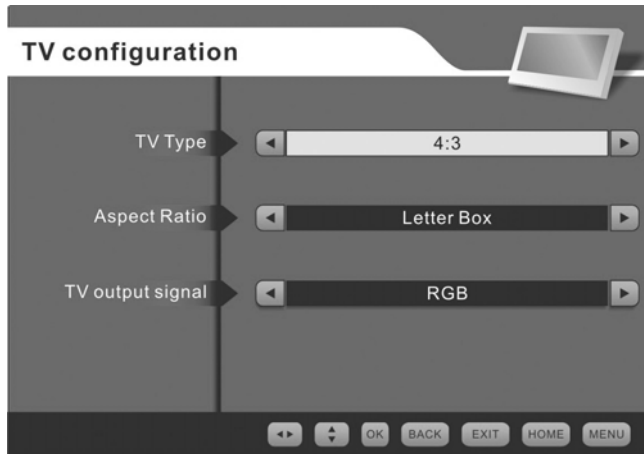 TV configuration
TV Type 4:3
Aspect Ratio Letter Box
TV output signal RGB
OK BACK EXIT HOME MENU